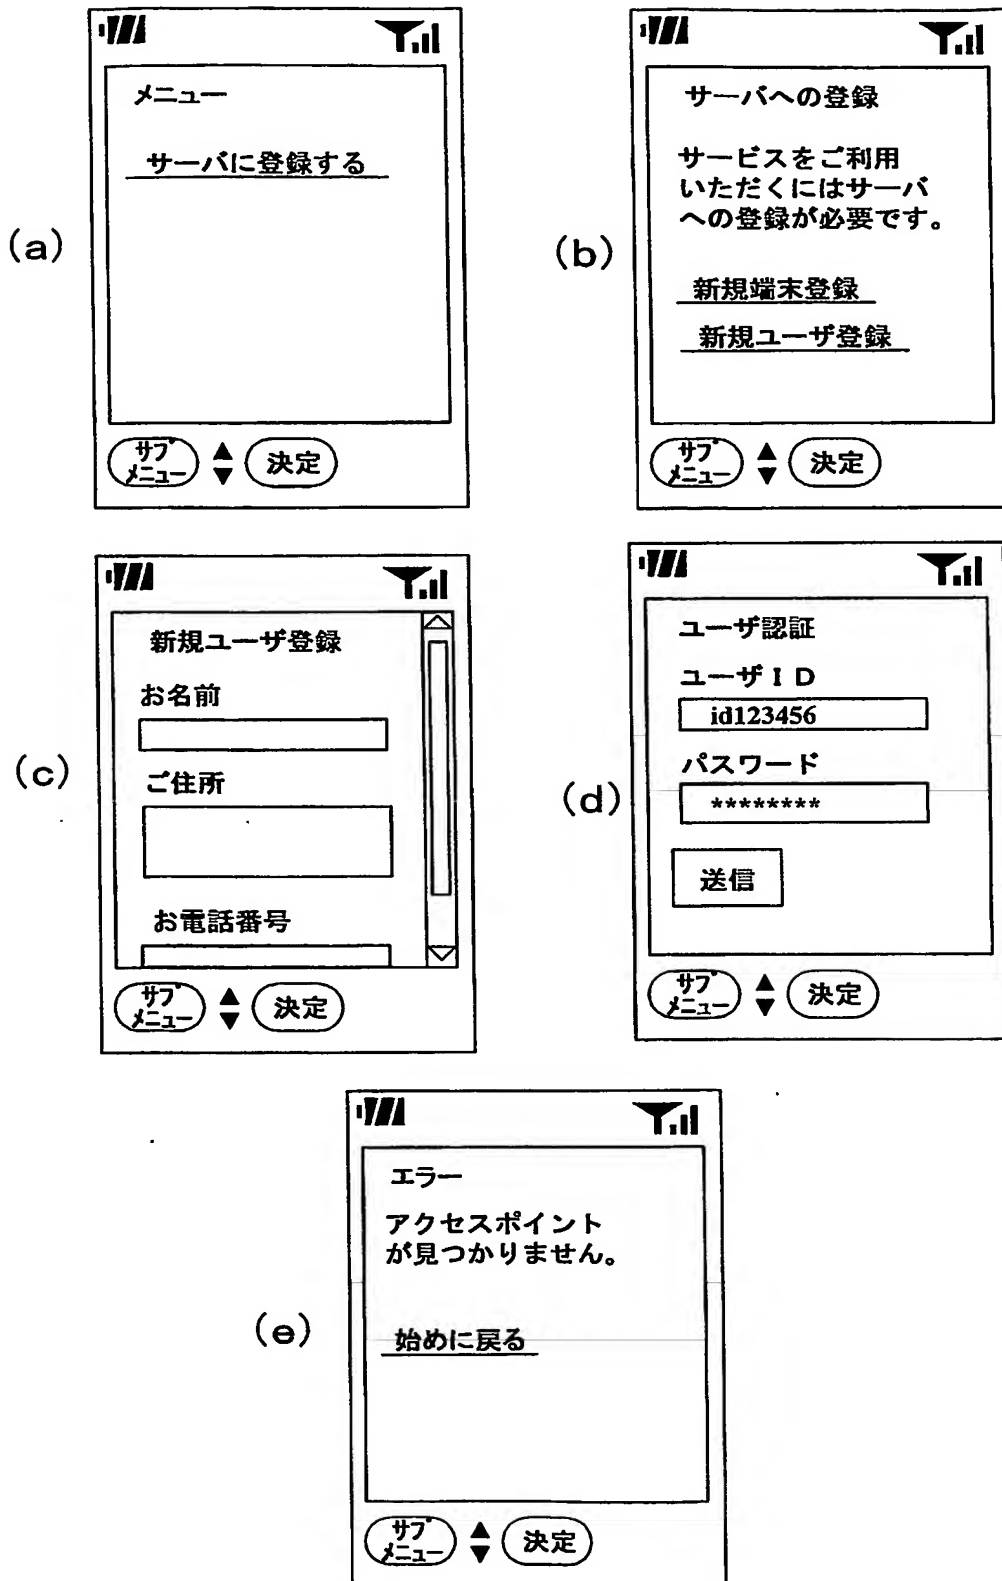 (a)
メニュー
サーバに登録する
サブ
メニュー
決定
(b)
サーバへの登録
サービスをご利用
いただくにはサーバ
への登録が必要です。
新規端末登録
新規ユーザ登録
サブ
メニュー
決定
(c)
新規ユーザ登録
お名前
ご住所
お電話番号
サブ
メニュー
決定
(d)
ユーザ認証
ユーザID
id123456
パスワード
********
送信
サブ
メニュー
決定
(e)
エラー
アクセスポイント
が見つかりません。
始めに戻る
サブ
メニュー
決定